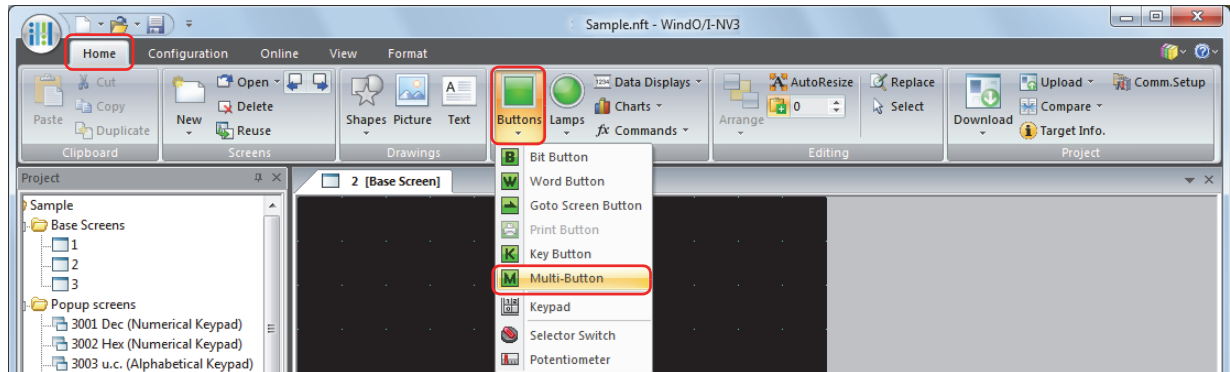 Sample.nft - WindO/I-NV3
Home Configuration Online View Format
Cut
Copy
Duplicate
Paste
Clipboard
New
Open
Delete
Reuse
Screens
Shapes Picture Text
Drawings
Buttons Lamps
1234 Data Displays
Charts
fx Commands
Arrange
AutoResize
0
Replace
Select
Editing
Download
Upload
Compare
Target Info.
Comm.Setup
Project
Project
Sample
Base Screens
1
2
3
Popup screens
3001 Dec (Numerical Keypad)
3002 Hex (Numerical Keypad)
3003 u.c. (Alphabetical Keypad)
2 [Base Screen]
B Bit Button
W Word Button
Goto Screen Button
Print Button
K Key Button
M Multi-Button
Keypad
Selector Switch
Potentiometer